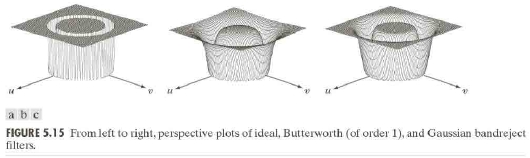 u
v
u
v
u
v
a b c
FIGURE 5.15 From left to right, perspective plots of ideal, Butterworth (of order 1), and Gaussian bandreject
filters.